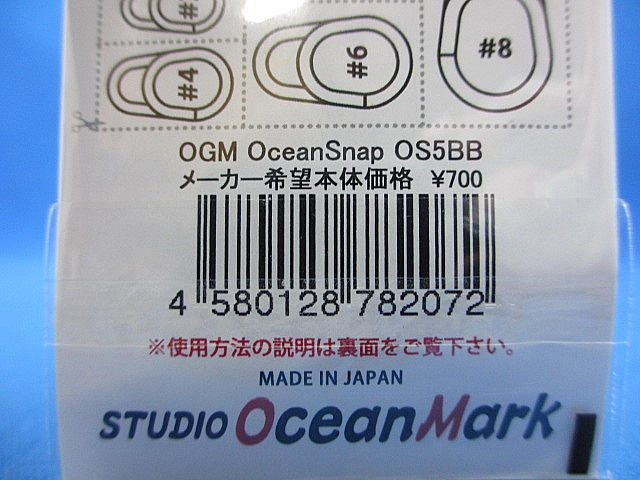 #4
#6
#8
OGM OceanSnap OS5BB
メーカー希望本体価格 ¥700
4 580128 782072
※使用方法の説明は裏面をご覧下さい。
MADE IN JAPAN
STUDIO OceanMark